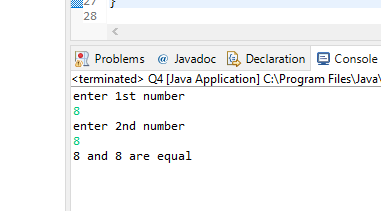 27 }
28
Problems @ Javadoc Declaration Console
<terminated> Q4 [Java Application] C:\Program Files\Java\
enter 1st number
8
enter 2nd number
8
8 and 8 are equal